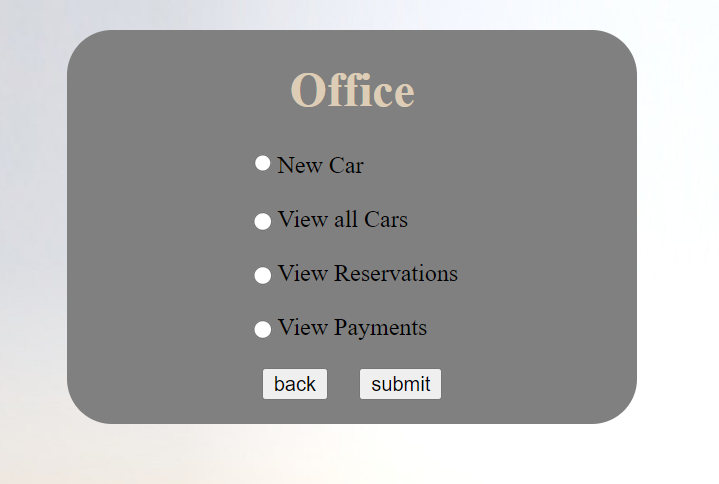 Office
New Car
View all Cars
View Reservations
View Payments
back submit